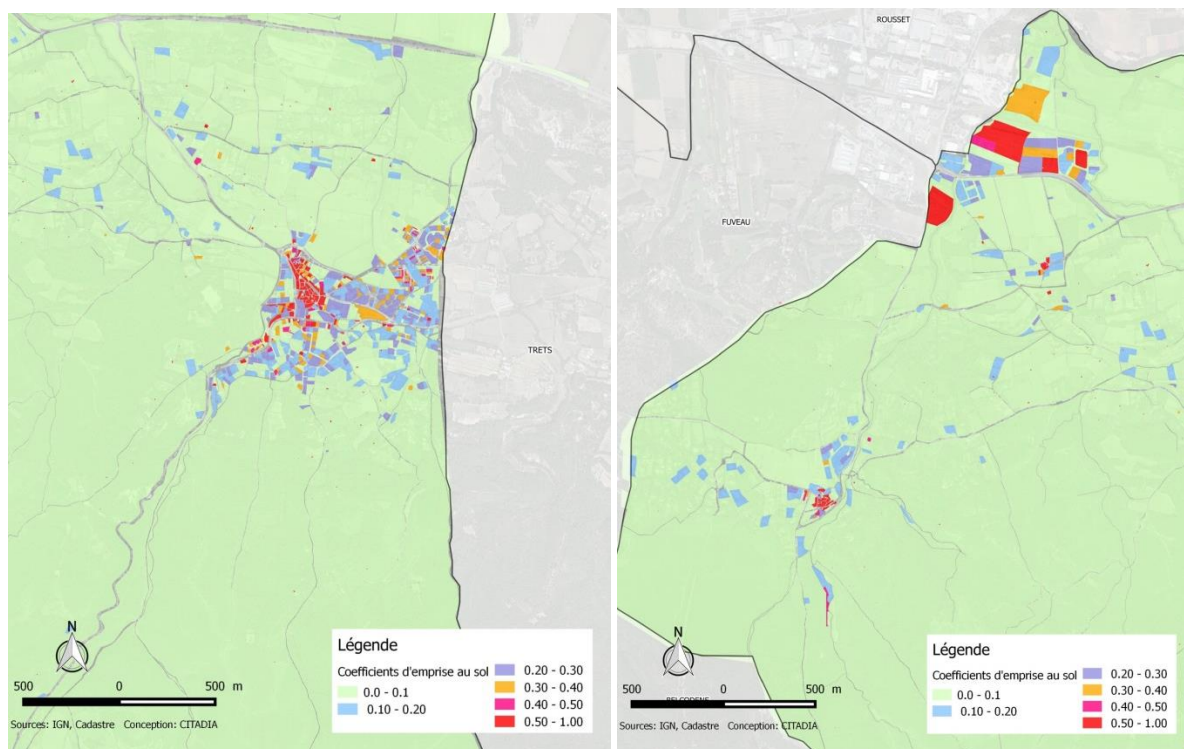 TRETS
N
500 0 500 m
Sources: IGN, Cadastre Conception: CITADIA
Légende
Coefficients d'emprise au sol
0.0 - 0.1
0.10 - 0.20
0.20 - 0.30
0.30 - 0.40
0.40 - 0.50
0.50 - 1.00
ROUSSET
FUVEAU
N
500 0 500 m
BELCODENE
Sources: IGN, Cadastre Conception: CITADIA
Légende
Coefficients d'emprise au sol
0.0 - 0.1
0.10 - 0.20
0.20 - 0.30
0.30 - 0.40
0.40 - 0.50
0.50 - 1.00